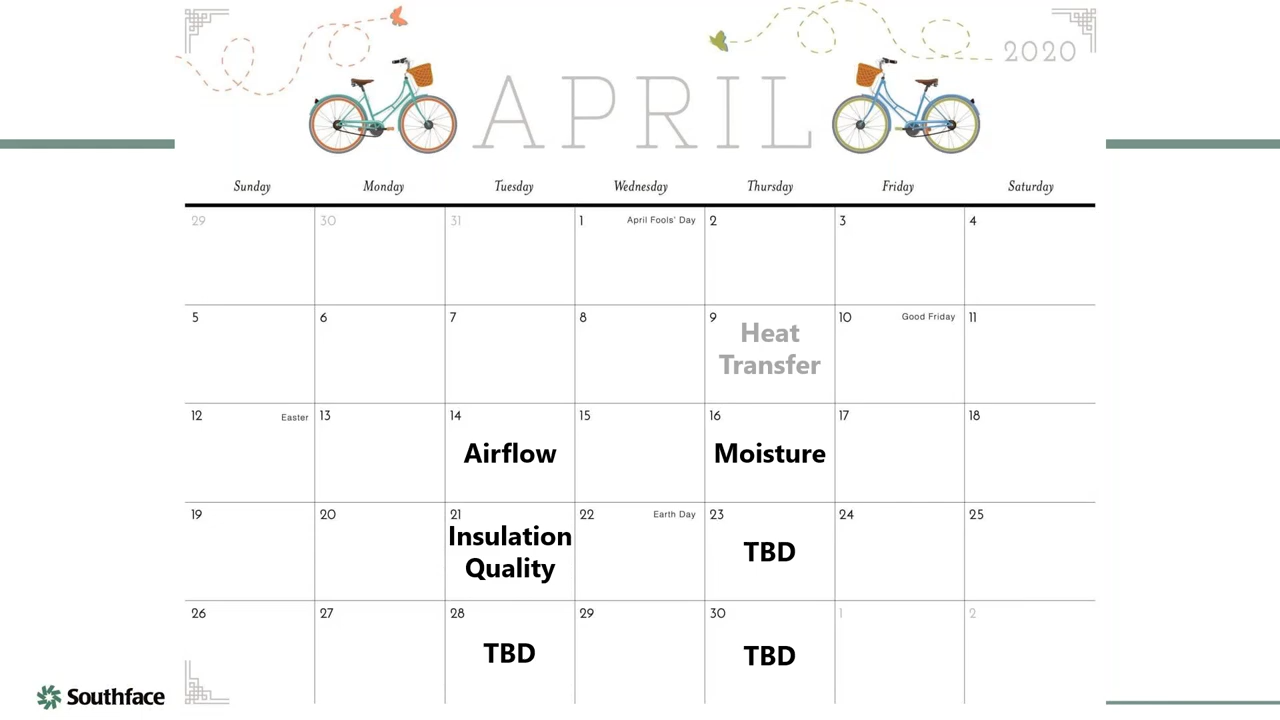 2020
APRIL
Sunday Monday Tuesday Wednesday Thursday Friday Saturday
29 30 31 1 April Fools' Day 2 3 4
5 6 7 8 9 10 Good Friday 11
Heat
Transfer
12 Easter 13 14 15 16 17 18
Airflow Moisture
19 20 21 22 Earth Day 23 24 25
Insulation
Quality
TBD
26 27 28 29 30 1 2
TBD TBD
Southface